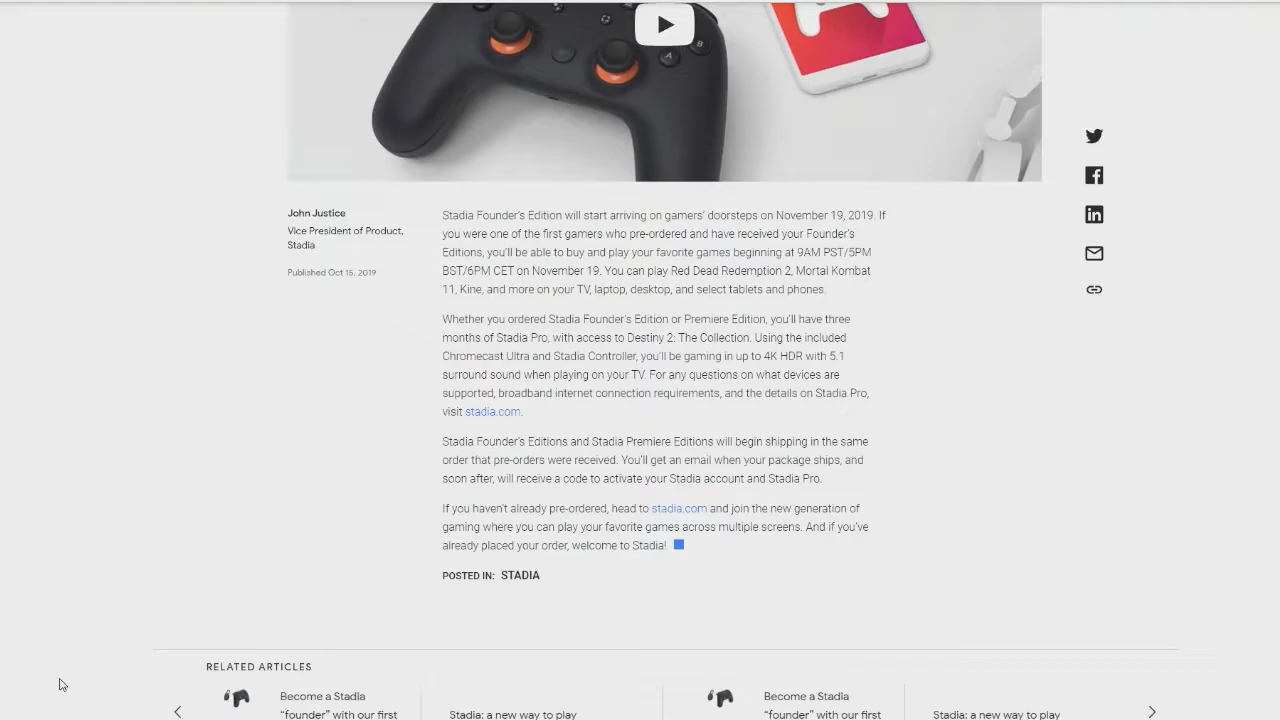 B
A
John Justice
Vice President of Product,
Stadia
Published Oct 15, 2019
Stadia Founder's Edition will start arriving on gamers' doorsteps on November 19, 2019. If
you were one of the first gamers who pre-ordered and have received your Founder's
Editions, you'll be able to buy and play your favorite games beginning at 9AM PST/5PM
BST/6PM CET on November 19. You can play Red Dead Redemption 2, Mortal Kombat
11, Kine, and more on your TV, laptop, desktop, and select tablets and phones.
Whether you ordered Stadia Founder's Edition or Premiere Edition, you'll have three
months of Stadia Pro, with access to Destiny 2: The Collection. Using the included
Chromecast Ultra and Stadia Controller, you'll be gaming in up to 4K HDR with 5.1
surround sound when playing on your TV. For any questions on what devices are
supported, broadband internet connection requirements, and the details on Stadia Pro,
visit stadia.com.
Stadia Founder's Editions and Stadia Premiere Editions will begin shipping in the same
order that pre-orders were received. You'll get an email when your package ships, and
soon after, will receive a code to activate your Stadia account and Stadia Pro.
If you haven't already pre-ordered, head to stadia.com and join the new generation of
gaming where you can play your favorite games across multiple screens. And if you've
already placed your order, welcome to Stadia!
POSTED IN: STADIA
RELATED ARTICLES
Become a Stadia
"founder" with our first
Stadia: a new way to play
Become a Stadia
"founder" with our first
Stadia: a new way to play